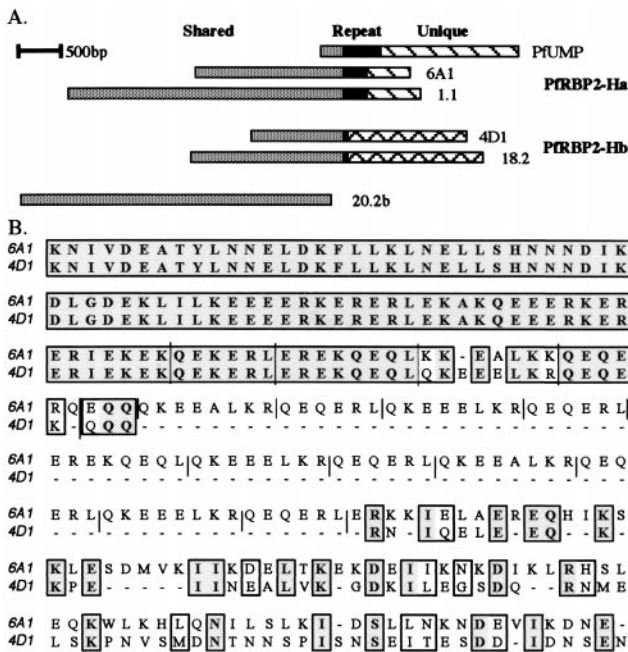 A.
Shared Repeat Unique
500bp
PfUMP
6A1
PfRBP2-Ha
1.1
4D1
PfRBP2-Hb
18.2
20.2b
B.
6A1 K N I V D E A T Y L N N E L D K F L L K L N E L L S H N N N D I K
4D1 K N I V D E A T Y L N N E L D K F L L K L N E L L S H N N N D I K
6A1 D L G D E K L I L K E E E E R K E R E R L E K A K Q E E E R K E R
4D1 D L G D E K L I L K E E E E R K E R E R L E K A K Q E E E R K E R
6A1 E R I E K E K Q E K E R L E R E K Q E Q L K K - E A L K K Q E Q E
4D1 E R I E K E K Q E K E R L E R E K Q E Q L Q K E E E L K R Q E Q E
6A1 R Q E Q Q Q K E E A L K R Q E Q E R L Q K E E E L K R Q E Q E R L
4D1 K - Q Q Q - - - - - - - - - - - - - - - - - - - - - - - - - - - -
6A1 E R E K Q E Q L Q K E E E L K R Q E Q E R L Q K E E A L K R Q E Q
4D1 - - - - - - - - - - - - - - - - - - - - - - - - - - - - - - - - -
6A1 E R L Q K E E E L K R Q E Q E R L E R K K I E L A E R E Q H I K S
4D1 - - - - - - - - - - - - - - - - - - R N - I Q E L E - E Q - - K -
6A1 K L E S D M V K I I K D E L T K E K D E I I K N K D I K L R H S L
4D1 K P E - - - - - I I N E A L V K - G D K I L E G S D Q - - R N M E
6A1 E Q K W L K H L Q N I L S L K I - D S L L N K N D E V I K D N E -
4D1 L S K P N V S M D N T N N S P I S N S E I T E S D D - I D N S E -